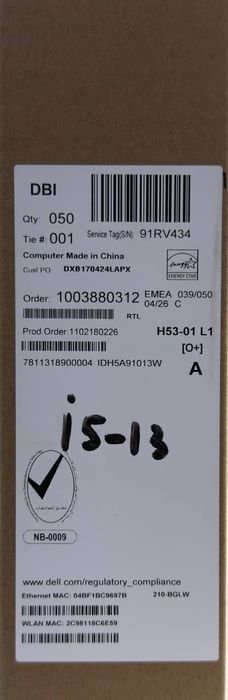 DBI
Qty: 050
Tie # 001
Service Tag(S/N) 91RV434
Computer Made in China
Cust PO DXB170424LAPX
ENERGY STAR
Order: 1003880312 EMEA 039/050
04/26 C
RTL
Prod.Order:1102180226 H53-01 L1
[O+]
7811318900004 IDH5A91013W A
i5-13
NB-0009
www.dell.com/regulatory_compliance
Ethernet MAC: 04BF1BC9697B 210-BGLW
WLAN MAC: 2C98118C6E59